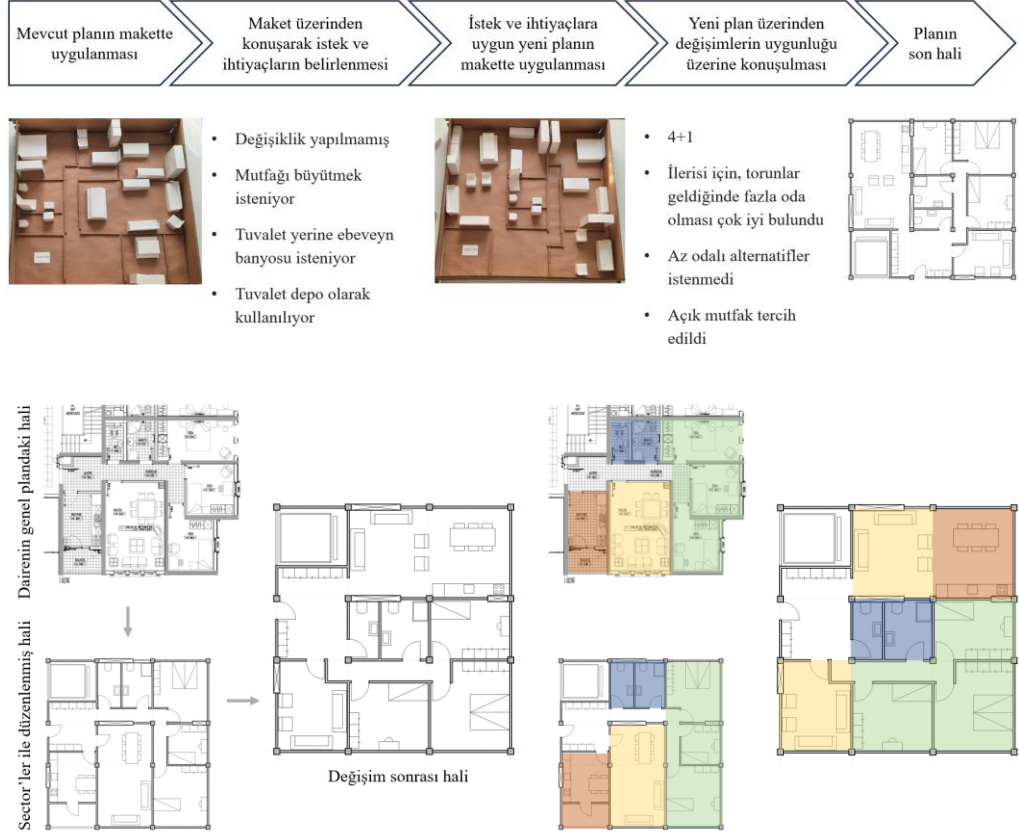 Mevcut planın makette
uygulanması
Maket üzerinden
konuşarak istek ve
ihtiyaçların belirlenmesi
İstek ve ihtiyaçlara
uygun yeni planın
makette uygulanması
Yeni plan üzerinden
değişimlerin uygunluğu
üzerine konuşulması
Planın
son hali
• Değişiklik yapılmamış
• Mutfağı büyütmek
isteniyor
• Tuvalet yerine ebeveyn
banyosu isteniyor
• Tuvalet depo olarak
kullanılıyor
• 4+1
• İlerisi için, torunlar
geldiğinde fazla oda
olması çok iyi bulundu
• Az odalı alternatifler
istenmedi
• Açık mutfak tercih
edildi
Dairenin genel plandaki hali
Sector’ler ile düzenlenmiş hali
Değişim sonrası hali